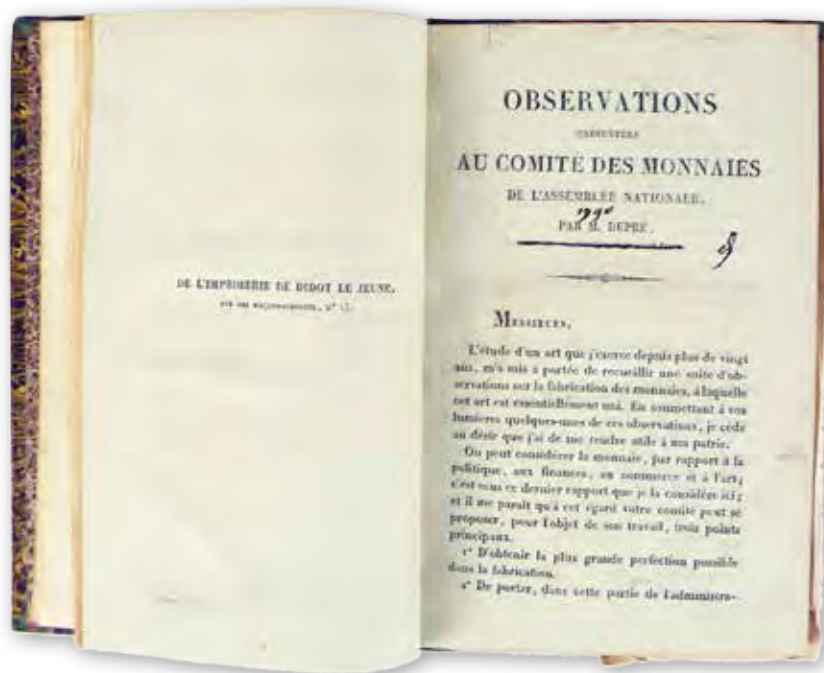 DE L'IMPRIMERIE DE DIDOT LE JEUNE,
OBSERVATIONS
PRÉSENTÉES
AU COMITÉ DES MONNAIES
DE L'ASSEMBLÉE NATIONALE,
1790
PAR M. DUPRÉ.
MESSIEURS,
L'étude d'un art que j'exerce depuis plus de vingt
ans, m'a mis à portée de recueillir une suite d'ob-
servations sur la fabrication des monnaies, à laquelle
cet art est essentiellement uni. En soumettant à vos
lumières quelques-unes de ces observations, je cède
au désir que j'ai de me rendre utile à ma patrie.
On peut considérer la monnaie, par rapport à la
politique, aux finances, au commerce et à l'art;
c'est sous ce dernier rapport que je la considère ici;
et il me paraît qu'à cet égard votre comité peut se
proposer, pour l'objet de son travail, trois points
principaux.
1° D'obtenir la plus grande perfection possible
dans la fabrication.
2° De porter, dans cette partie de l'administra-